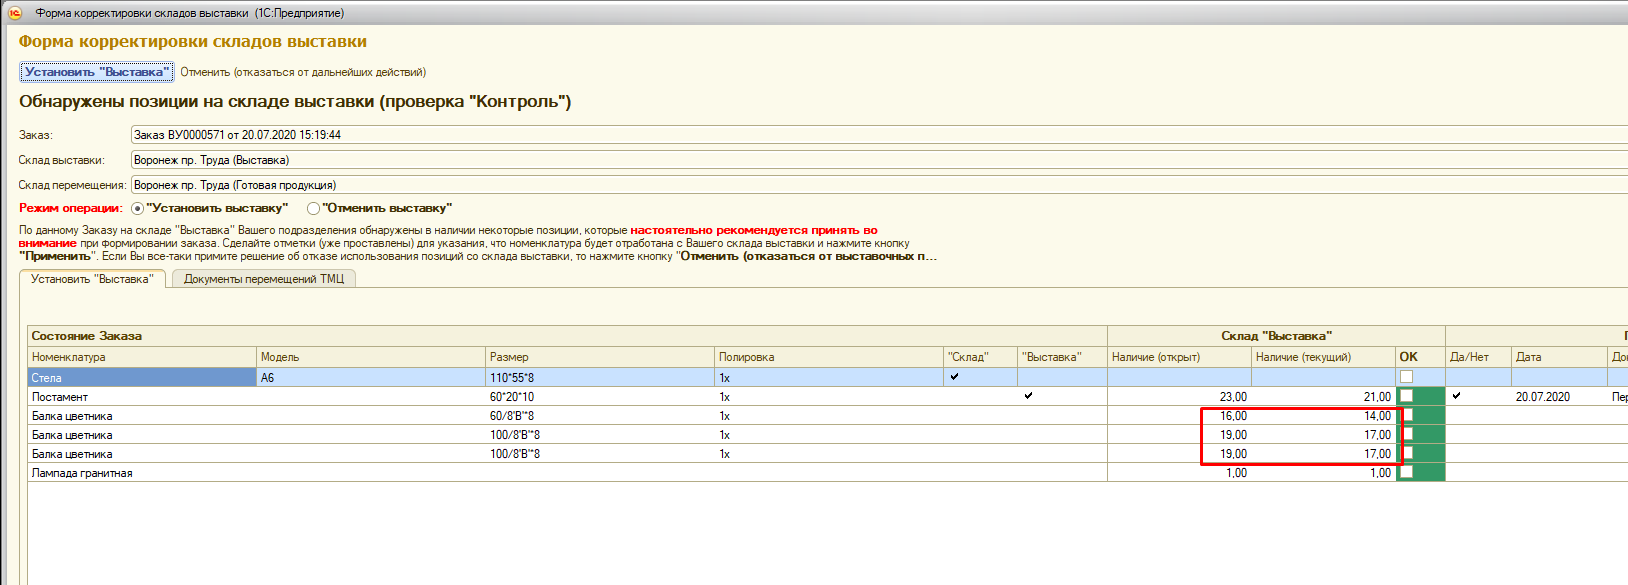 Форма корректировки складов выставки (1С:Предприятие)
Форма корректировки складов выставки
Установить "Выставка" Отменить (отказаться от дальнейших действий)
Обнаружены позиции на складе выставки (проверка "Контроль")
Заказ: Заказ ВУ0000571 от 20.07.2020 15:19:44
Склад выставки: Воронеж пр. Труда (Выставка)
Склад перемещения: Воронеж пр. Труда (Готовая продукция)
Режим операции: "Установить выставку" "Отменить выставку"
По данному Заказу на складе "Выставка" Вашего подразделения обнаружены в наличии некоторые позиции, которые настоятельно рекомендуется принять во
внимание при формировании заказа. Сделайте отметки (уже проставлены) для указания, что номенклатура будет отработана с Вашего склада выставки и нажмите кнопку
"Применить". Если Вы все-таки примите решение об отказе использования позиций со склада выставки, то нажмите кнопку "Отменить (отказаться от выставочных п...
Установить "Выставка" Документы перемещений ТМЦ
Состояние Заказа Склад "Выставка"
Номенклатура Модель Размер Полировка "Склад" "Выставка" Наличие (открыт) Наличие (текущий) ОК Да/Нет Дата
Стела А6 110*55*8 1х
Постамент 60*20*10 1х 23,00 21,00 20.07.2020 Пер
Балка цветника 60/8'В'*8 1х 16,00 14,00
Балка цветника 100/8'В'*8 1х 19,00 17,00
Балка цветника 100/8'В'*8 1х 19,00 17,00
Лампада гранитная 1,00 1,00